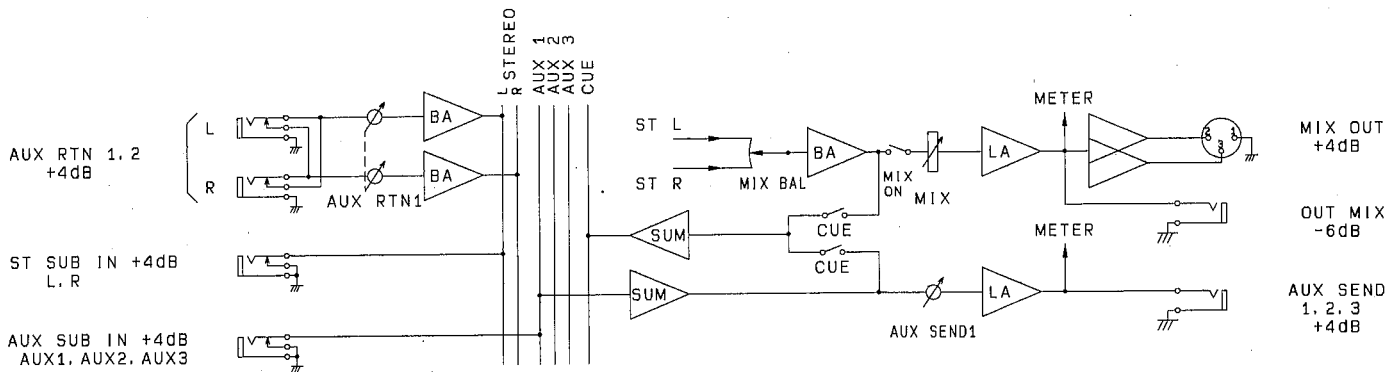 L STEREO
R
AUX 1
AUX 2
AUX 3
CUE
AUX RTN 1, 2
+4dB
L
R
BA
BA
AUX RTN1
ST SUB IN +4dB
L, R
AUX SUB IN +4dB
AUX1, AUX2, AUX3
ST L
ST R
MIX BAL
BA
MIX
ON
MIX
LA
METER
2
1
3
MIX OUT
+4dB
OUT MIX
-6dB
SUM
CUE
CUE
SUM
AUX SEND1
LA
METER
AUX SEND
1, 2, 3
+4dB